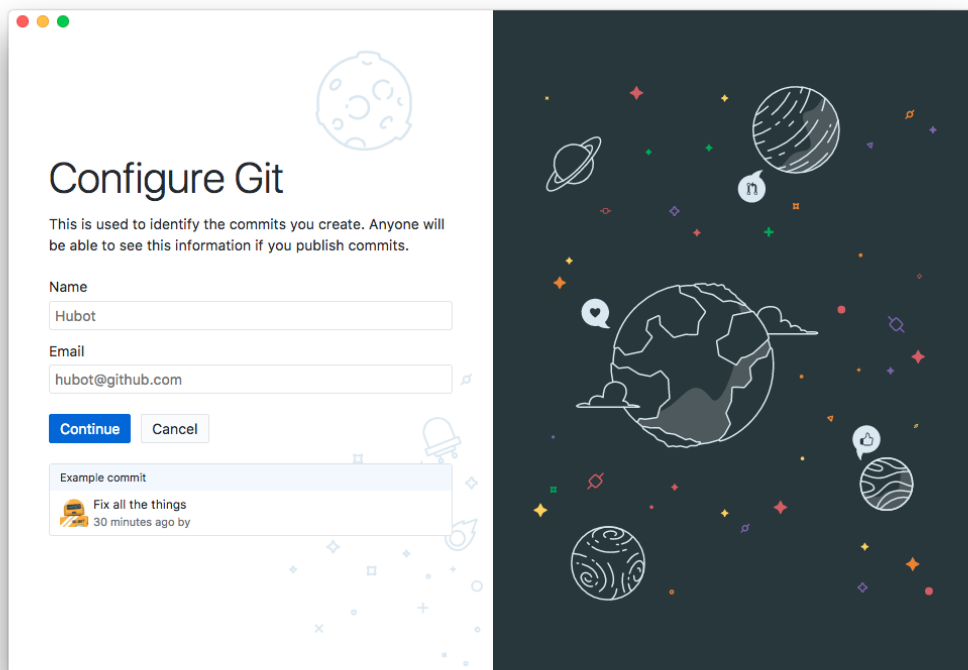 Configure Git
This is used to identify the commits you create. Anyone will
be able to see this information if you publish commits.
Name
Hubot
Email
hubot@github.com
Continue Cancel
Example commit
Fix all the things
30 minutes ago by